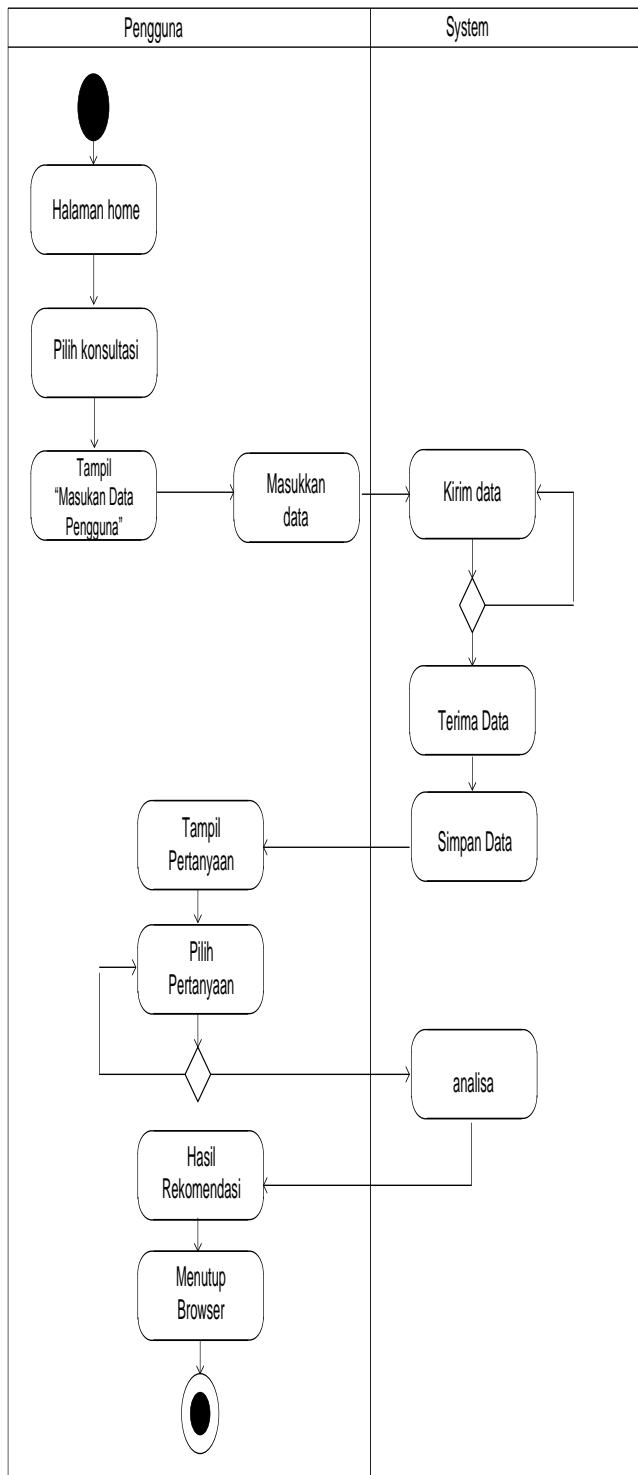 Pengguna
System
Halaman home
Pilih konsultasi
Tampil
“Masukan Data
Pengguna”
Masukkan
data
Kirim data
Terima Data
Simpan Data
Tampil
Pertanyaan
Pilih
Pertanyaan
analisa
Hasil
Rekomendasi
Menutup
Browser